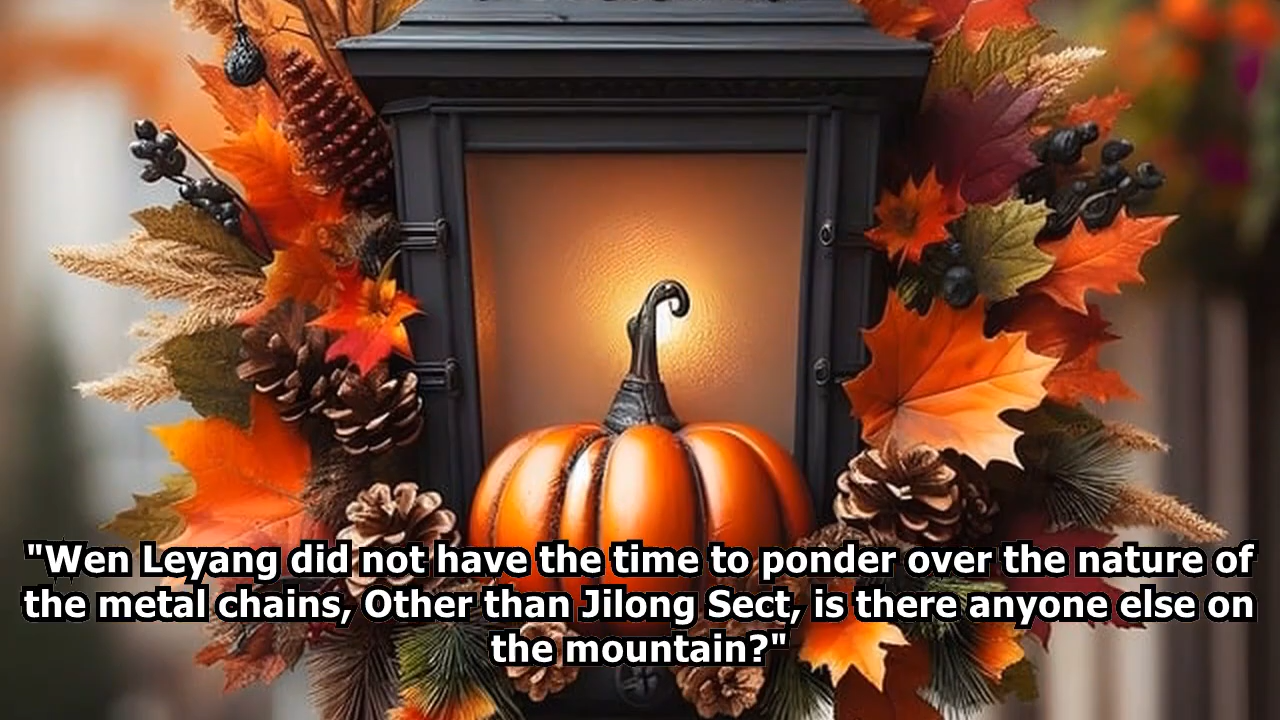 "Wen Leyang did not have the time to ponder over the nature of
the metal chains, Other than Jilong Sect, is there anyone else on
the mountain?"